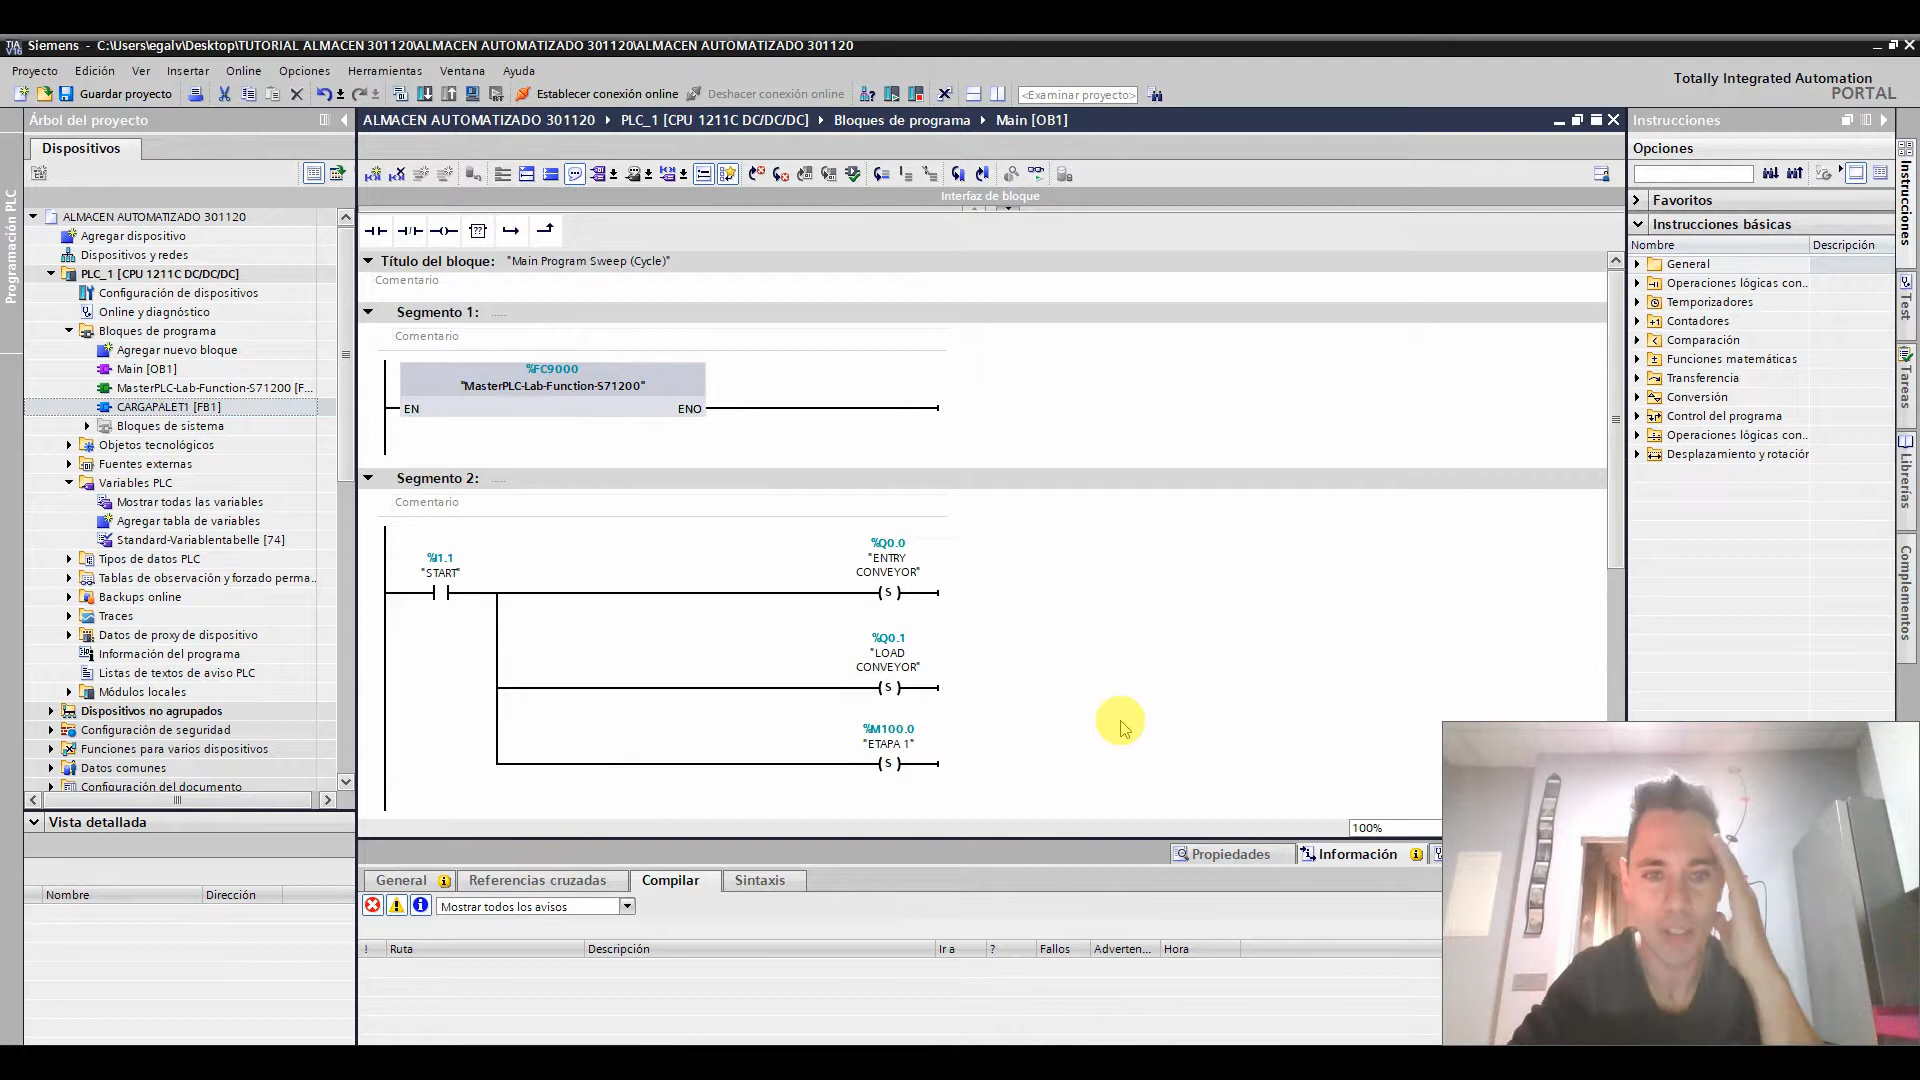 Siemens - C:\Users\egalv\Desktop\TUTORIAL ALMACEN 301120\ALMACEN AUTOMATIZADO 301120\ALMACEN AUTOMATIZADO 301120
Proyecto Edición Ver Insertar Online Opciones Herramientas Ventana Ayuda
Totally Integrated Automation
PORTAL
Guardar proyecto Establecer conexión online Deshacer conexión online <Examinar proyecto>
Árbol del proyecto
ALMACEN AUTOMATIZADO 301120 PLC_1 [CPU 1211C DC/DC/DC] Bloques de programa Main [OB1]
Instrucciones
Dispositivos
Opciones
Interfaz de bloque
Programación PLC
ALMACEN AUTOMATIZADO 301120
Agregar dispositivo
Dispositivos y redes
PLC_1 [CPU 1211C DC/DC/DC]
Configuración de dispositivos
Online y diagnóstico
Bloques de programa
Agregar nuevo bloque
Main [OB1]
MasterPLC-Lab-Function-S71200 [F...
CARGAPALET1 [FB1]
Bloques de sistema
Objetos tecnológicos
Fuentes externas
Variables PLC
Mostrar todas las variables
Agregar tabla de variables
Standard-Variablentabelle [74]
Tipos de datos PLC
Tablas de observación y forzado perma...
Backups online
Traces
Datos de proxy de dispositivo
Información del programa
Listas de textos de aviso PLC
Módulos locales
Dispositivos no agrupados
Configuración de seguridad
Funciones para varios dispositivos
Datos comunes
Configuración del documento
Vista detallada
Nombre Dirección
Título del bloque: "Main Program Sweep (Cycle)"
Comentario
Segmento 1: .....
Comentario
%FC9000
"MasterPLC-Lab-Function-S71200"
EN ENO
Segmento 2: .....
Comentario
%I1.1
"START"
%Q0.0
"ENTRY
CONVEYOR"
S
%Q0.1
"LOAD
CONVEYOR"
S
%M100.0
"ETAPA 1"
S
100%
Propiedades Información
General Referencias cruzadas Compilar Sintaxis
Mostrar todos los avisos
! Ruta Descripción Ir a ? Fallos Adverten... Hora
Favoritos
Instrucciones básicas
Nombre Descripción
General
Operaciones lógicas con..
Temporizadores
Contadores
Comparación
Funciones matemáticas
Transferencia
Conversión
Control del programa
Operaciones lógicas con..
Desplazamiento y rotación
Instrucciones
Test
Tareas
Librerías
Complementos